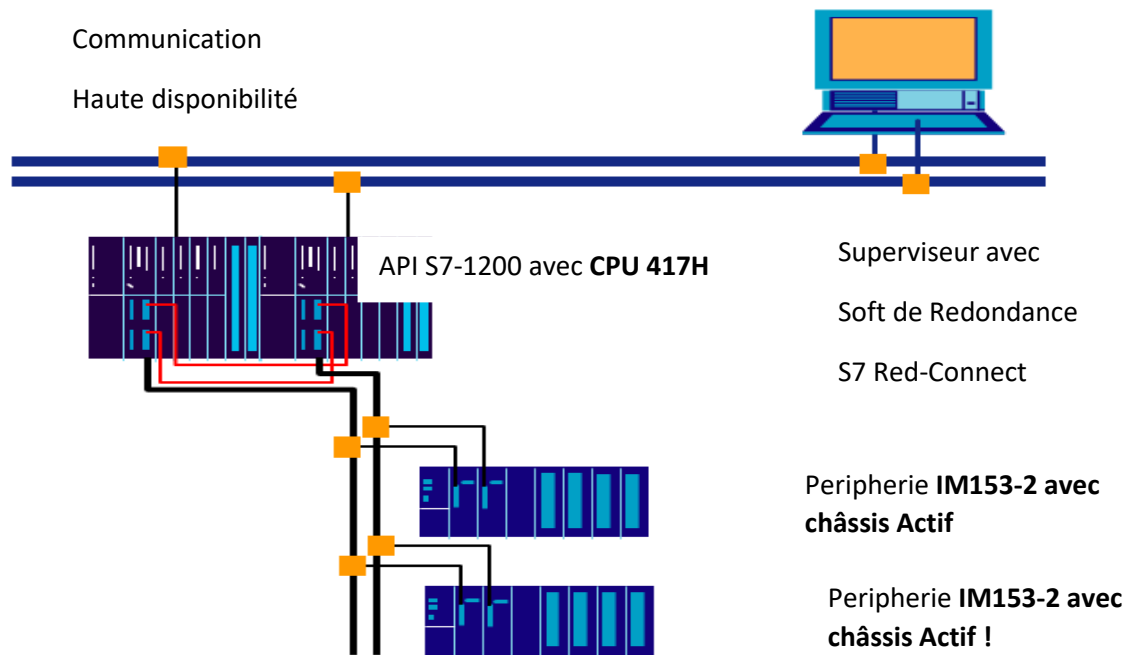 Communication
Haute disponibilité
API S7-1200 avec CPU 417H
Superviseur avec
Soft de Redondance
S7 Red-Connect
Peripherie IM153-2 avec
châssis Actif
Peripherie IM153-2 avec
châssis Actif !